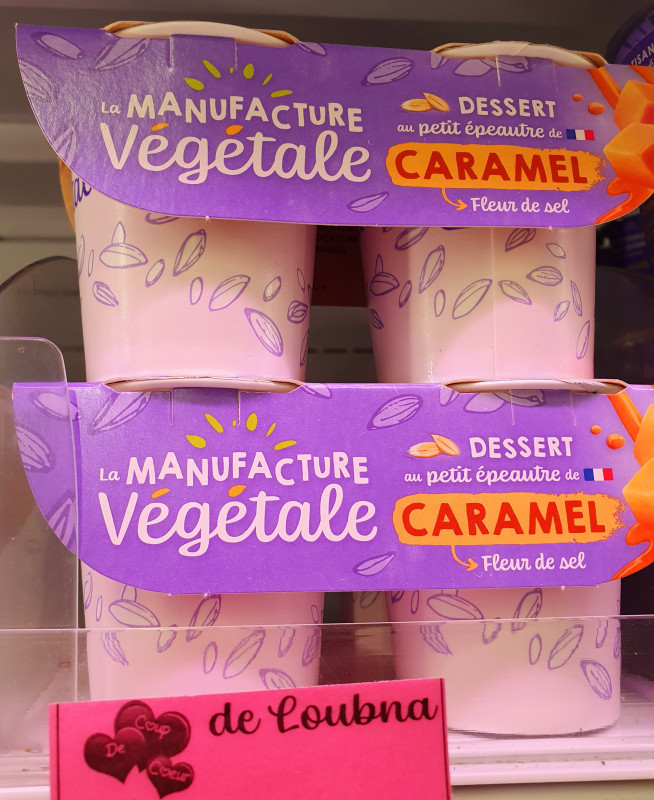 La MANUFACTURE
Végétale
DESSERT
au petit épeautre de
CARAMEL
Fleur de sel
La MANUFACTURE
Végétale
DESSERT
au petit épeautre de
CARAMEL
Fleur de sel
Coup
De
Coeur
de Loubna